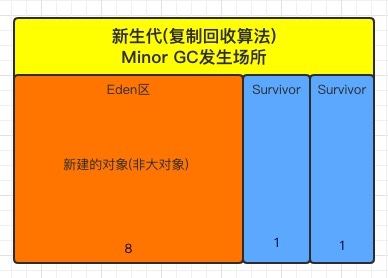 新生代(复制回收算法)
Minor GC发生场所
Eden区
Survivor
Survivor
新建的对象(非大对象)
8
1
1